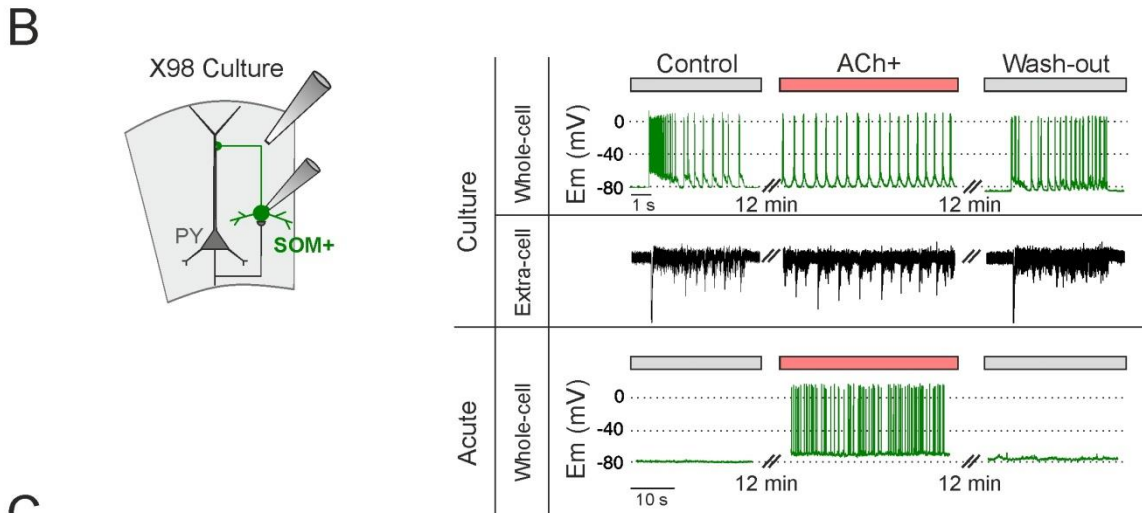 B
X98 Culture
PY
SOM+
Control ACh+ Wash-out
Culture
Whole-cell
Em (mV)
0
-40
-80
1 s
12 min 12 min
Extra-cell
Acute
Whole-cell
Em (mV)
0
-40
-80
10 s
12 min 12 min